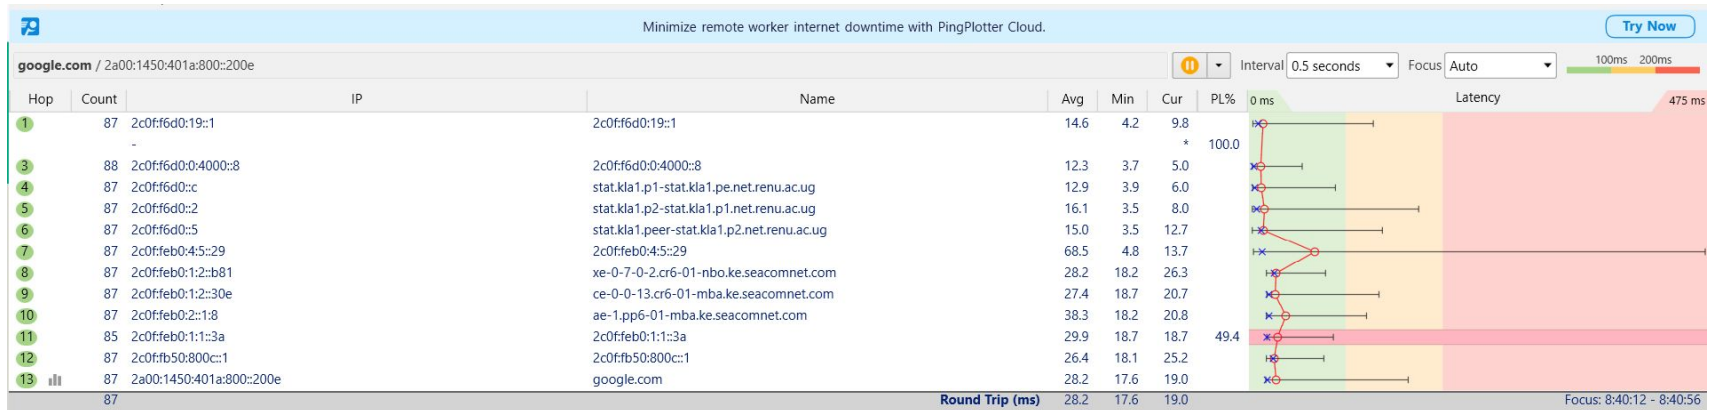 Minimize remote worker internet downtime with PingPlotter Cloud. Try Now
google.com / 2a00:1450:401a:800::200e Interval 0.5 seconds Focus Auto 100ms 200ms
Hop Count IP Name Avg Min Cur PL% 0 ms Latency 475 ms
1 87 2c0f:f6d0:19::1 2c0f:f6d0:19::1 14.6 4.2 9.8
- * 100.0
3 88 2c0f:f6d0:0:4000::8 2c0f:f6d0:0:4000::8 12.3 3.7 5.0
4 87 2c0f:f6d0::c stat.kla1.p1-stat.kla1.pe.net.renu.ac.ug 12.9 3.9 6.0
5 87 2c0f:f6d0::2 stat.kla1.p2-stat.kla1.p1.net.renu.ac.ug 16.1 3.5 8.0
6 87 2c0f:f6d0::5 stat.kla1.peer-stat.kla1.p2.net.renu.ac.ug 15.0 3.5 12.7
7 87 2c0f:feb0:4:5::29 2c0f:feb0:4:5::29 68.5 4.8 13.7
8 87 2c0f:feb0:1:2::b81 xe-0-7-0-2.cr6-01-nbo.ke.seacomnet.com 28.2 18.2 26.3
9 87 2c0f:feb0:1:2::30e ce-0-0-13.cr6-01-mba.ke.seacomnet.com 27.4 18.7 20.7
10 87 2c0f:feb0:2::1:8 ae-1.pp6-01-mba.ke.seacomnet.com 38.3 18.2 20.8
11 85 2c0f:feb0:1:1::3a 2c0f:feb0:1:1::3a 29.9 18.7 18.7 49.4
12 87 2c0f:fb50:800c::1 2c0f:fb50:800c::1 26.4 18.1 25.2
13 87 2a00:1450:401a:800::200e google.com 28.2 17.6 19.0
87 Round Trip (ms) 28.2 17.6 19.0 Focus: 8:40:12 - 8:40:56